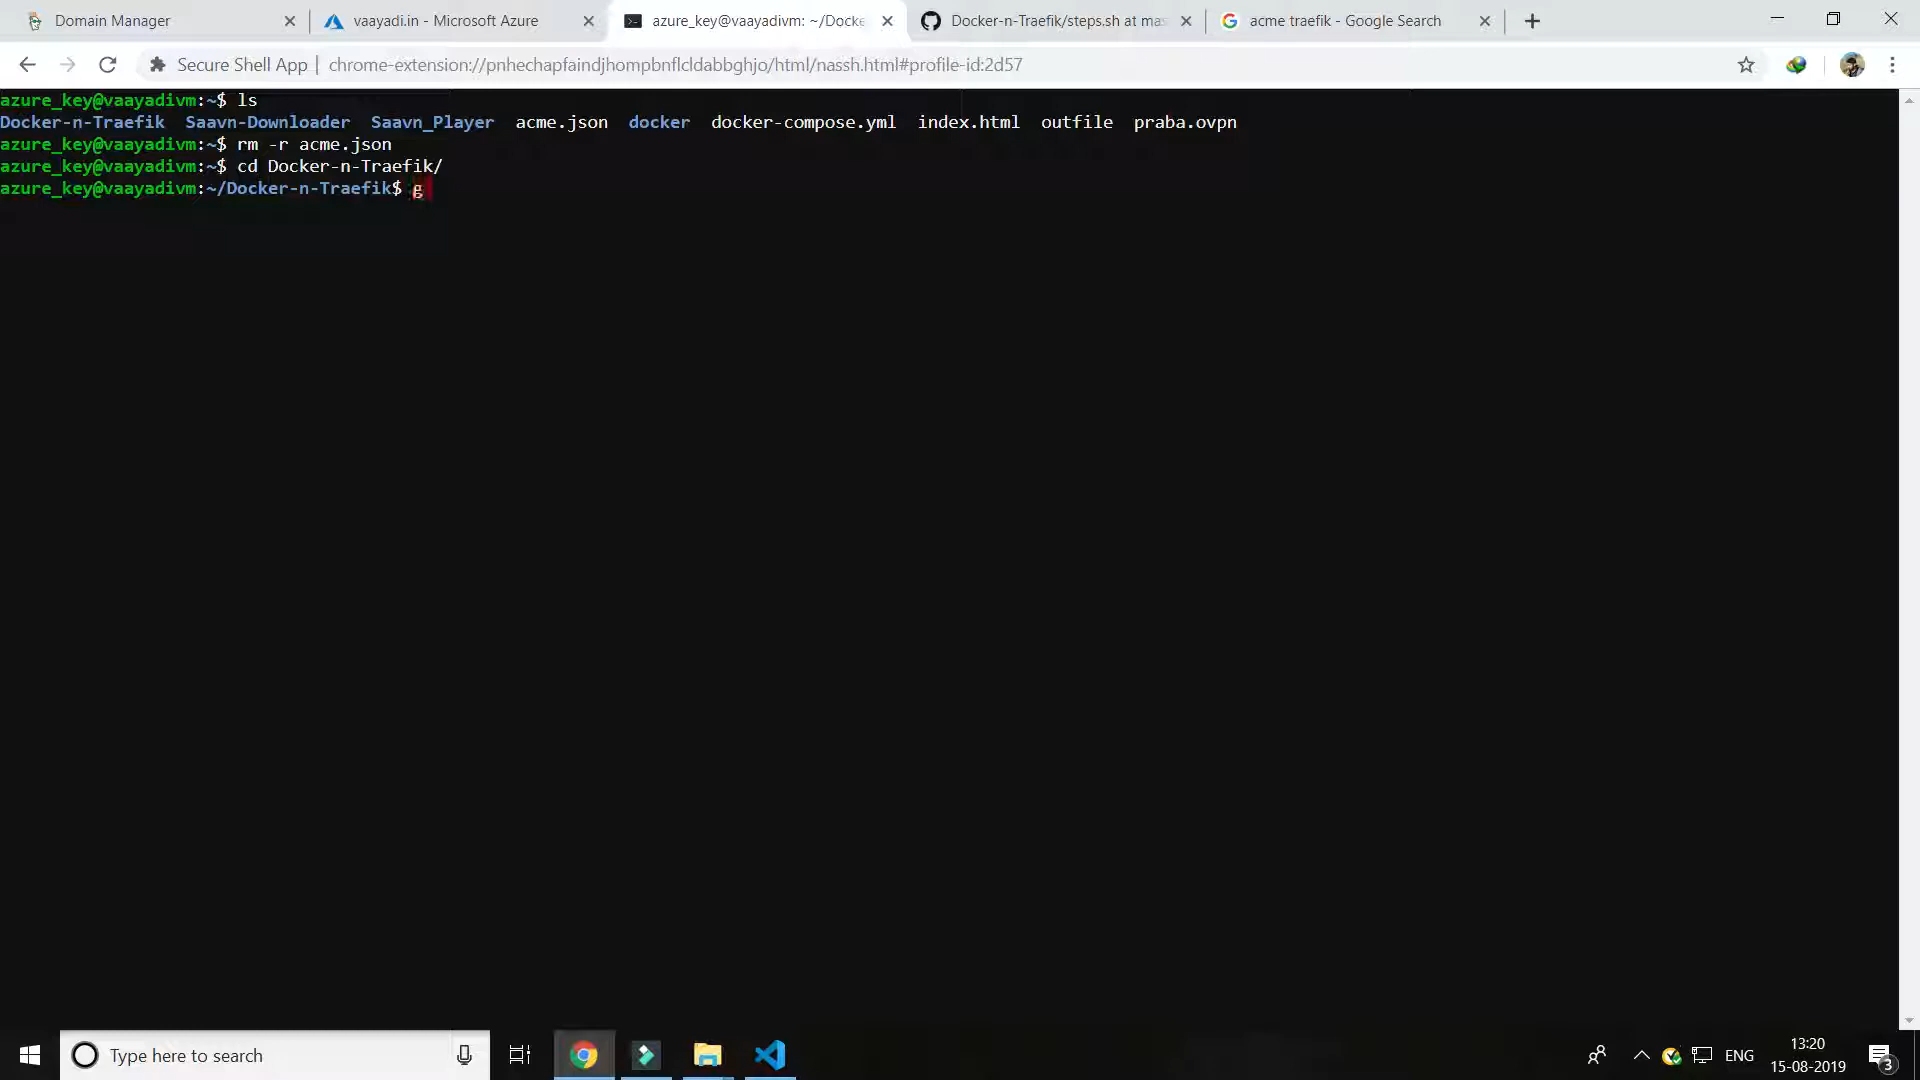 Domain Manager
vaayadi.in - Microsoft Azure
azure_key@vaayadivm: ~/Docke
Docker-n-Traefik/steps.sh at mas
acme traefik - Google Search
Secure Shell App | chrome-extension://pnhechapfaindjhompbnflcldabbghjo/html/nassh.html#profile-id:2d57
azure_key@vaayadivm:~$ ls
Docker-n-Traefik Saavn-Downloader Saavn_Player acme.json docker docker-compose.yml index.html outfile praba.ovpn
azure_key@vaayadivm:~$ rm -r acme.json
azure_key@vaayadivm:~$ cd Docker-n-Traefik/
azure_key@vaayadivm:~/Docker-n-Traefik$ g
Type here to search
ENG
13:20
15-08-2019
3